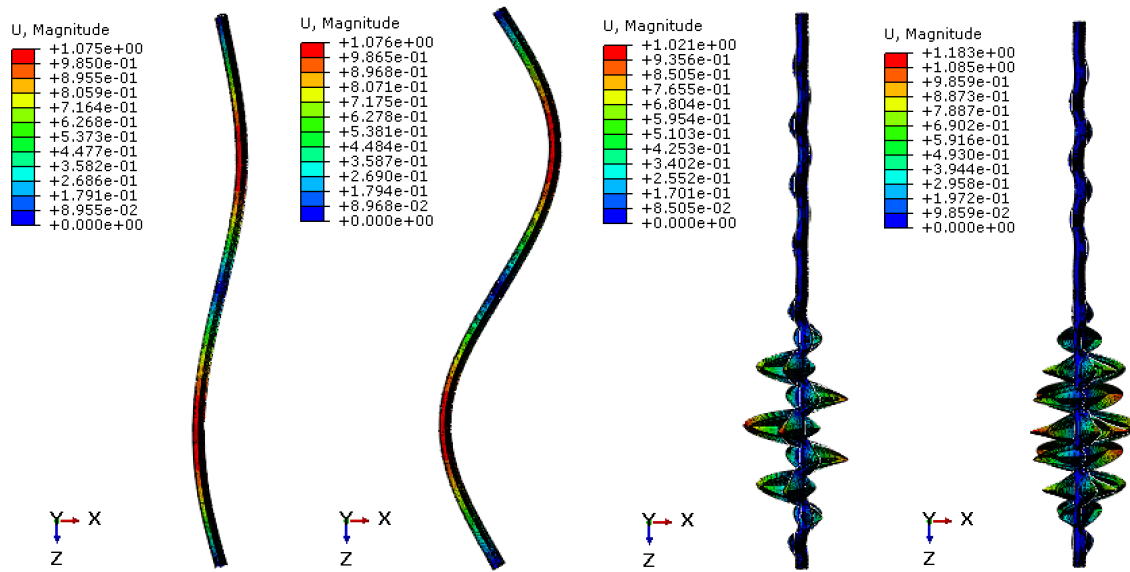 U, Magnitude
+1.075e+00
+9.850e-01
+8.955e-01
+8.059e-01
+7.164e-01
+6.268e-01
+5.373e-01
+4.477e-01
+3.582e-01
+2.686e-01
+1.791e-01
+8.955e-02
+0.000e+00
Y
X
Z
U, Magnitude
+1.076e+00
+9.865e-01
+8.968e-01
+8.071e-01
+7.175e-01
+6.278e-01
+5.381e-01
+4.484e-01
+3.587e-01
+2.690e-01
+1.794e-01
+8.968e-02
+0.000e+00
Y
X
Z
U, Magnitude
+1.021e+00
+9.356e-01
+8.505e-01
+7.655e-01
+6.804e-01
+5.954e-01
+5.103e-01
+4.253e-01
+3.402e-01
+2.552e-01
+1.701e-01
+8.505e-02
+0.000e+00
Y
X
Z
U, Magnitude
+1.183e+00
+1.085e+00
+9.859e-01
+8.873e-01
+7.887e-01
+6.902e-01
+5.916e-01
+4.930e-01
+3.944e-01
+2.958e-01
+1.972e-01
+9.859e-02
+0.000e+00
Y
X
Z